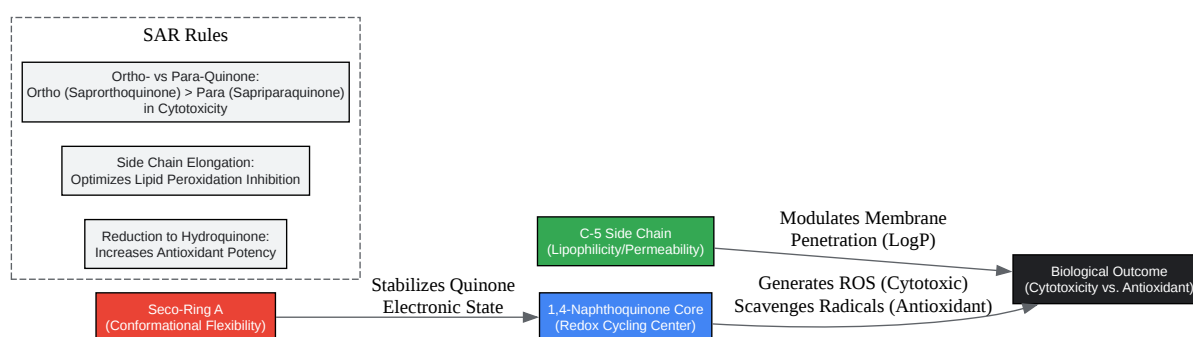 SAR Rules
Ortho- vs Para-Quinone:
Ortho (Saprorthoquinone) > Para (Sapriparaquinone)
in Cytotoxicity
Side Chain Elongation:
Optimizes Lipid Peroxidation Inhibition
Reduction to Hydroquinone:
Increases Antioxidant Potency
Seco-Ring A
(Conformational Flexibility)
Stabilizes Quinone
Electronic State
C-5 Side Chain
(Lipophilicity/Permeability)
1,4-Naphthoquinone Core
(Redox Cycling Center)
Modulates Membrane
Penetration (LogP)
Generates ROS (Cytotoxic)
Scavenges Radicals (Antioxidant)
Biological Outcome
(Cytotoxicity vs. Antioxidant)